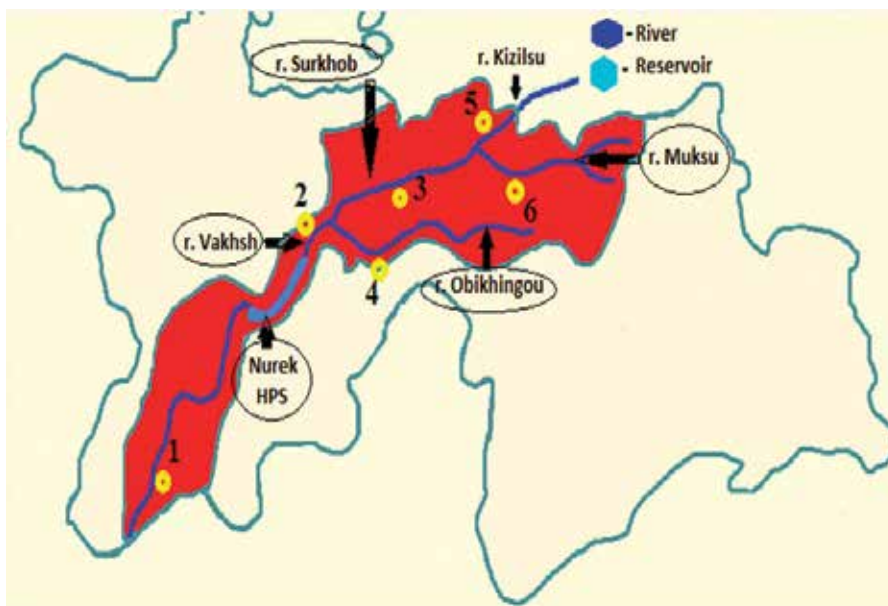 r. Surkhob
r. Kizilsu
- River
- Reservoir
5
r. Muksu
2
3
6
r. Vakhsh
4
r. Obikhingou
Nurek
HPS
1